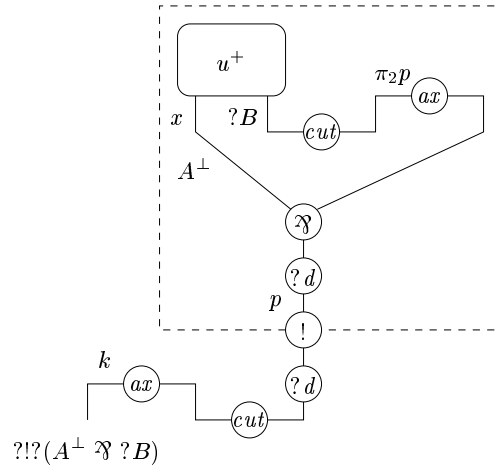 u⁺
π₂p
ax
x
?B
cut
A⊥
⅋
?d
p
!
k
ax
?d
cut
?!?(A⊥ ⅋ ?B)